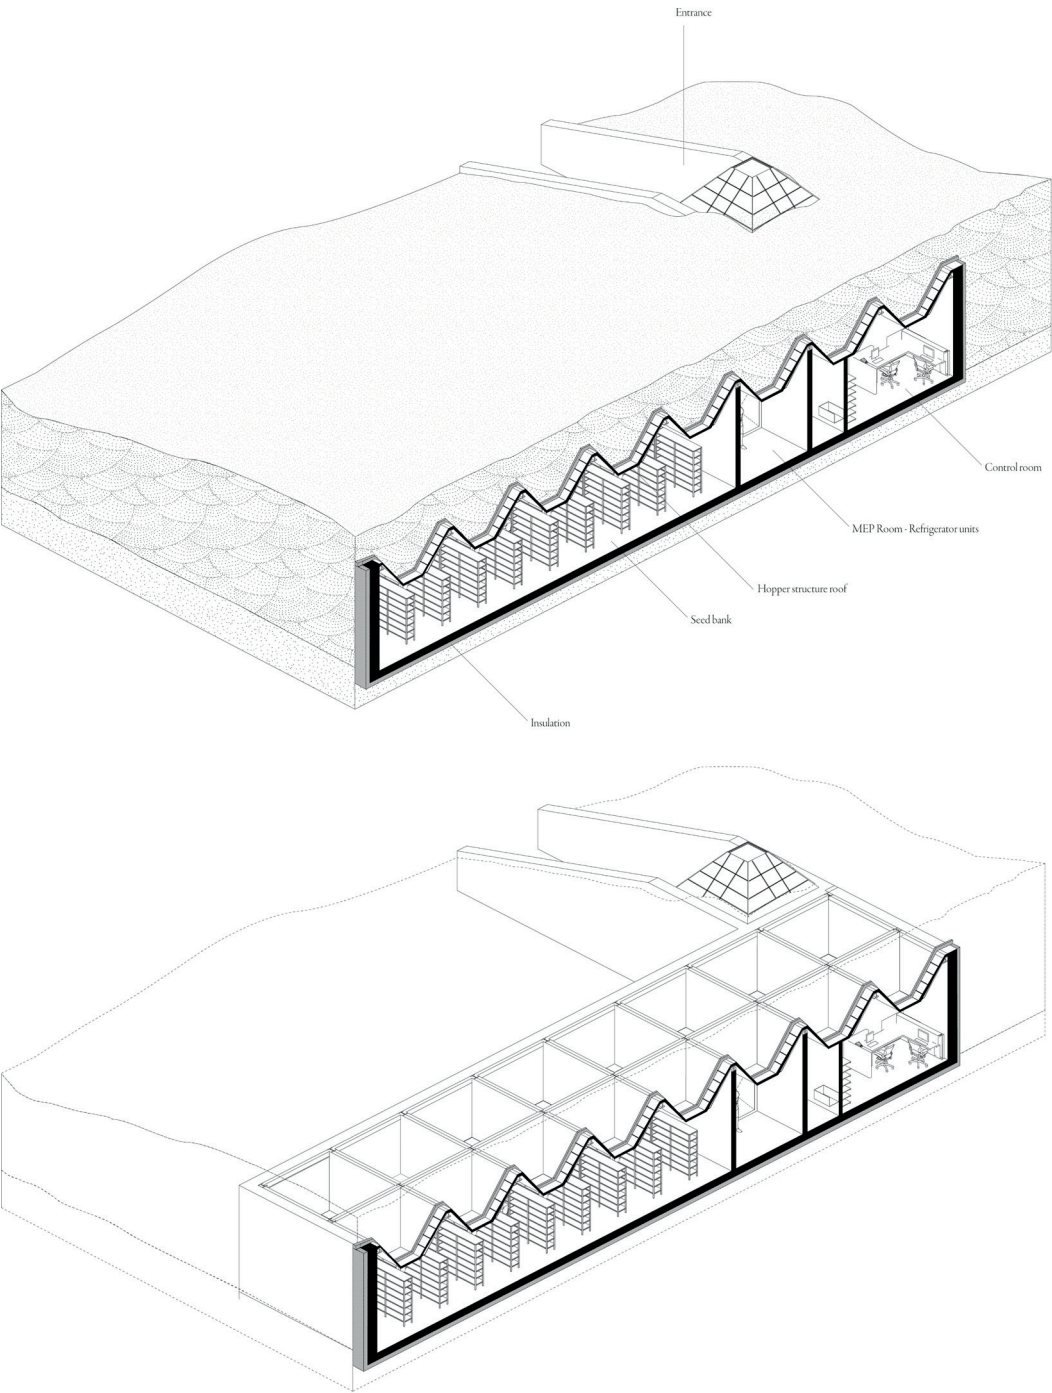 Entrance
Control room
MEP Room - Refrigerator units
Hopper structure roof
Seed bank
Insulation